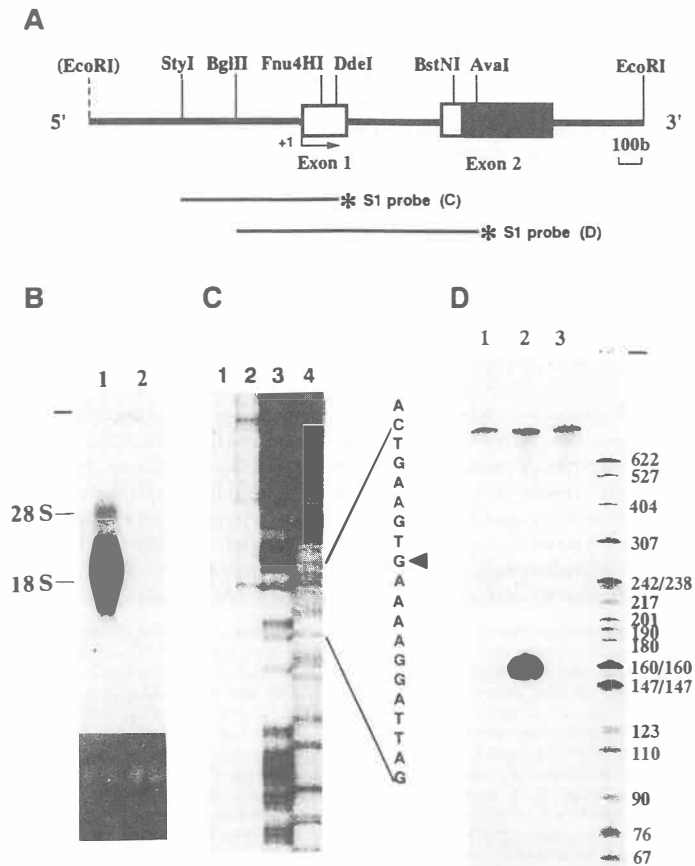 A
(EcoRI) StyI BglII Fnu4HI DdeI BstNI AvaI EcoRI
5' 3'
+1 Exon 1 Exon 2 100b
* S1 probe (C)
* S1 probe (D)
B C D
1 2
28 S
18 S
1 2 3 4
A
C
T
G
A
A
G
T
G
A
A
A
A
G
G
A
T
T
A
G
1 2 3
622
527
404
307
242/238
217
201
190
180
160/160
147/147
123
110
90
76
67